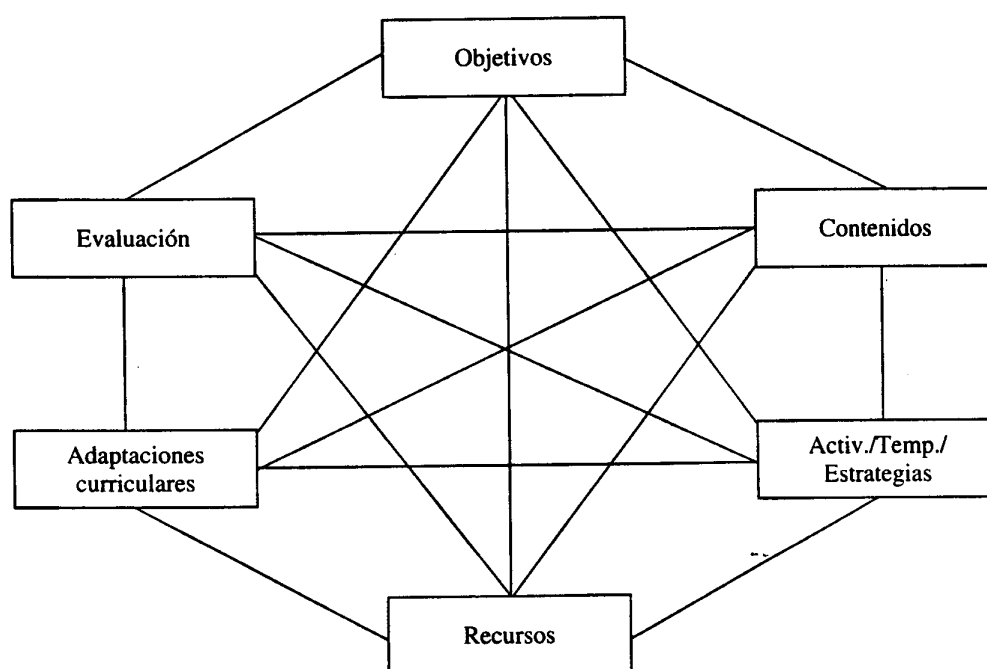 Objetivos
Evaluación
Contenidos
Adaptaciones
curriculares
Activ./Temp./
Estrategias
Recursos